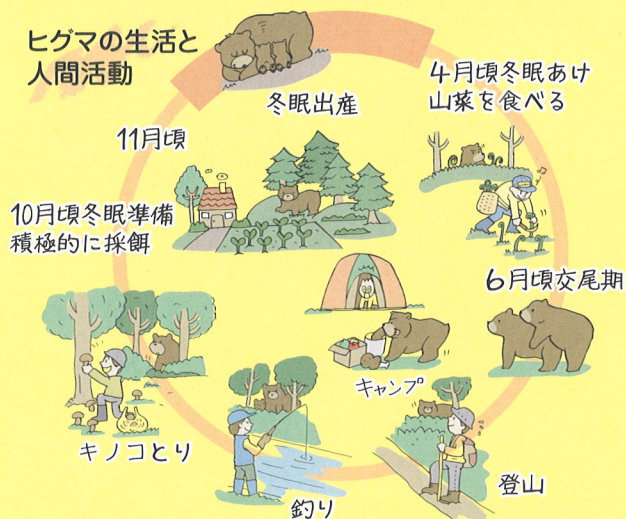 ヒグマの生活と
人間活動
冬眠出産
4月頃冬眠あけ
山菜を食べる
6月頃交尾期
登山
キャンプ
釣り
キノコとり
10月頃冬眠準備
積極的に採餌
11月頃